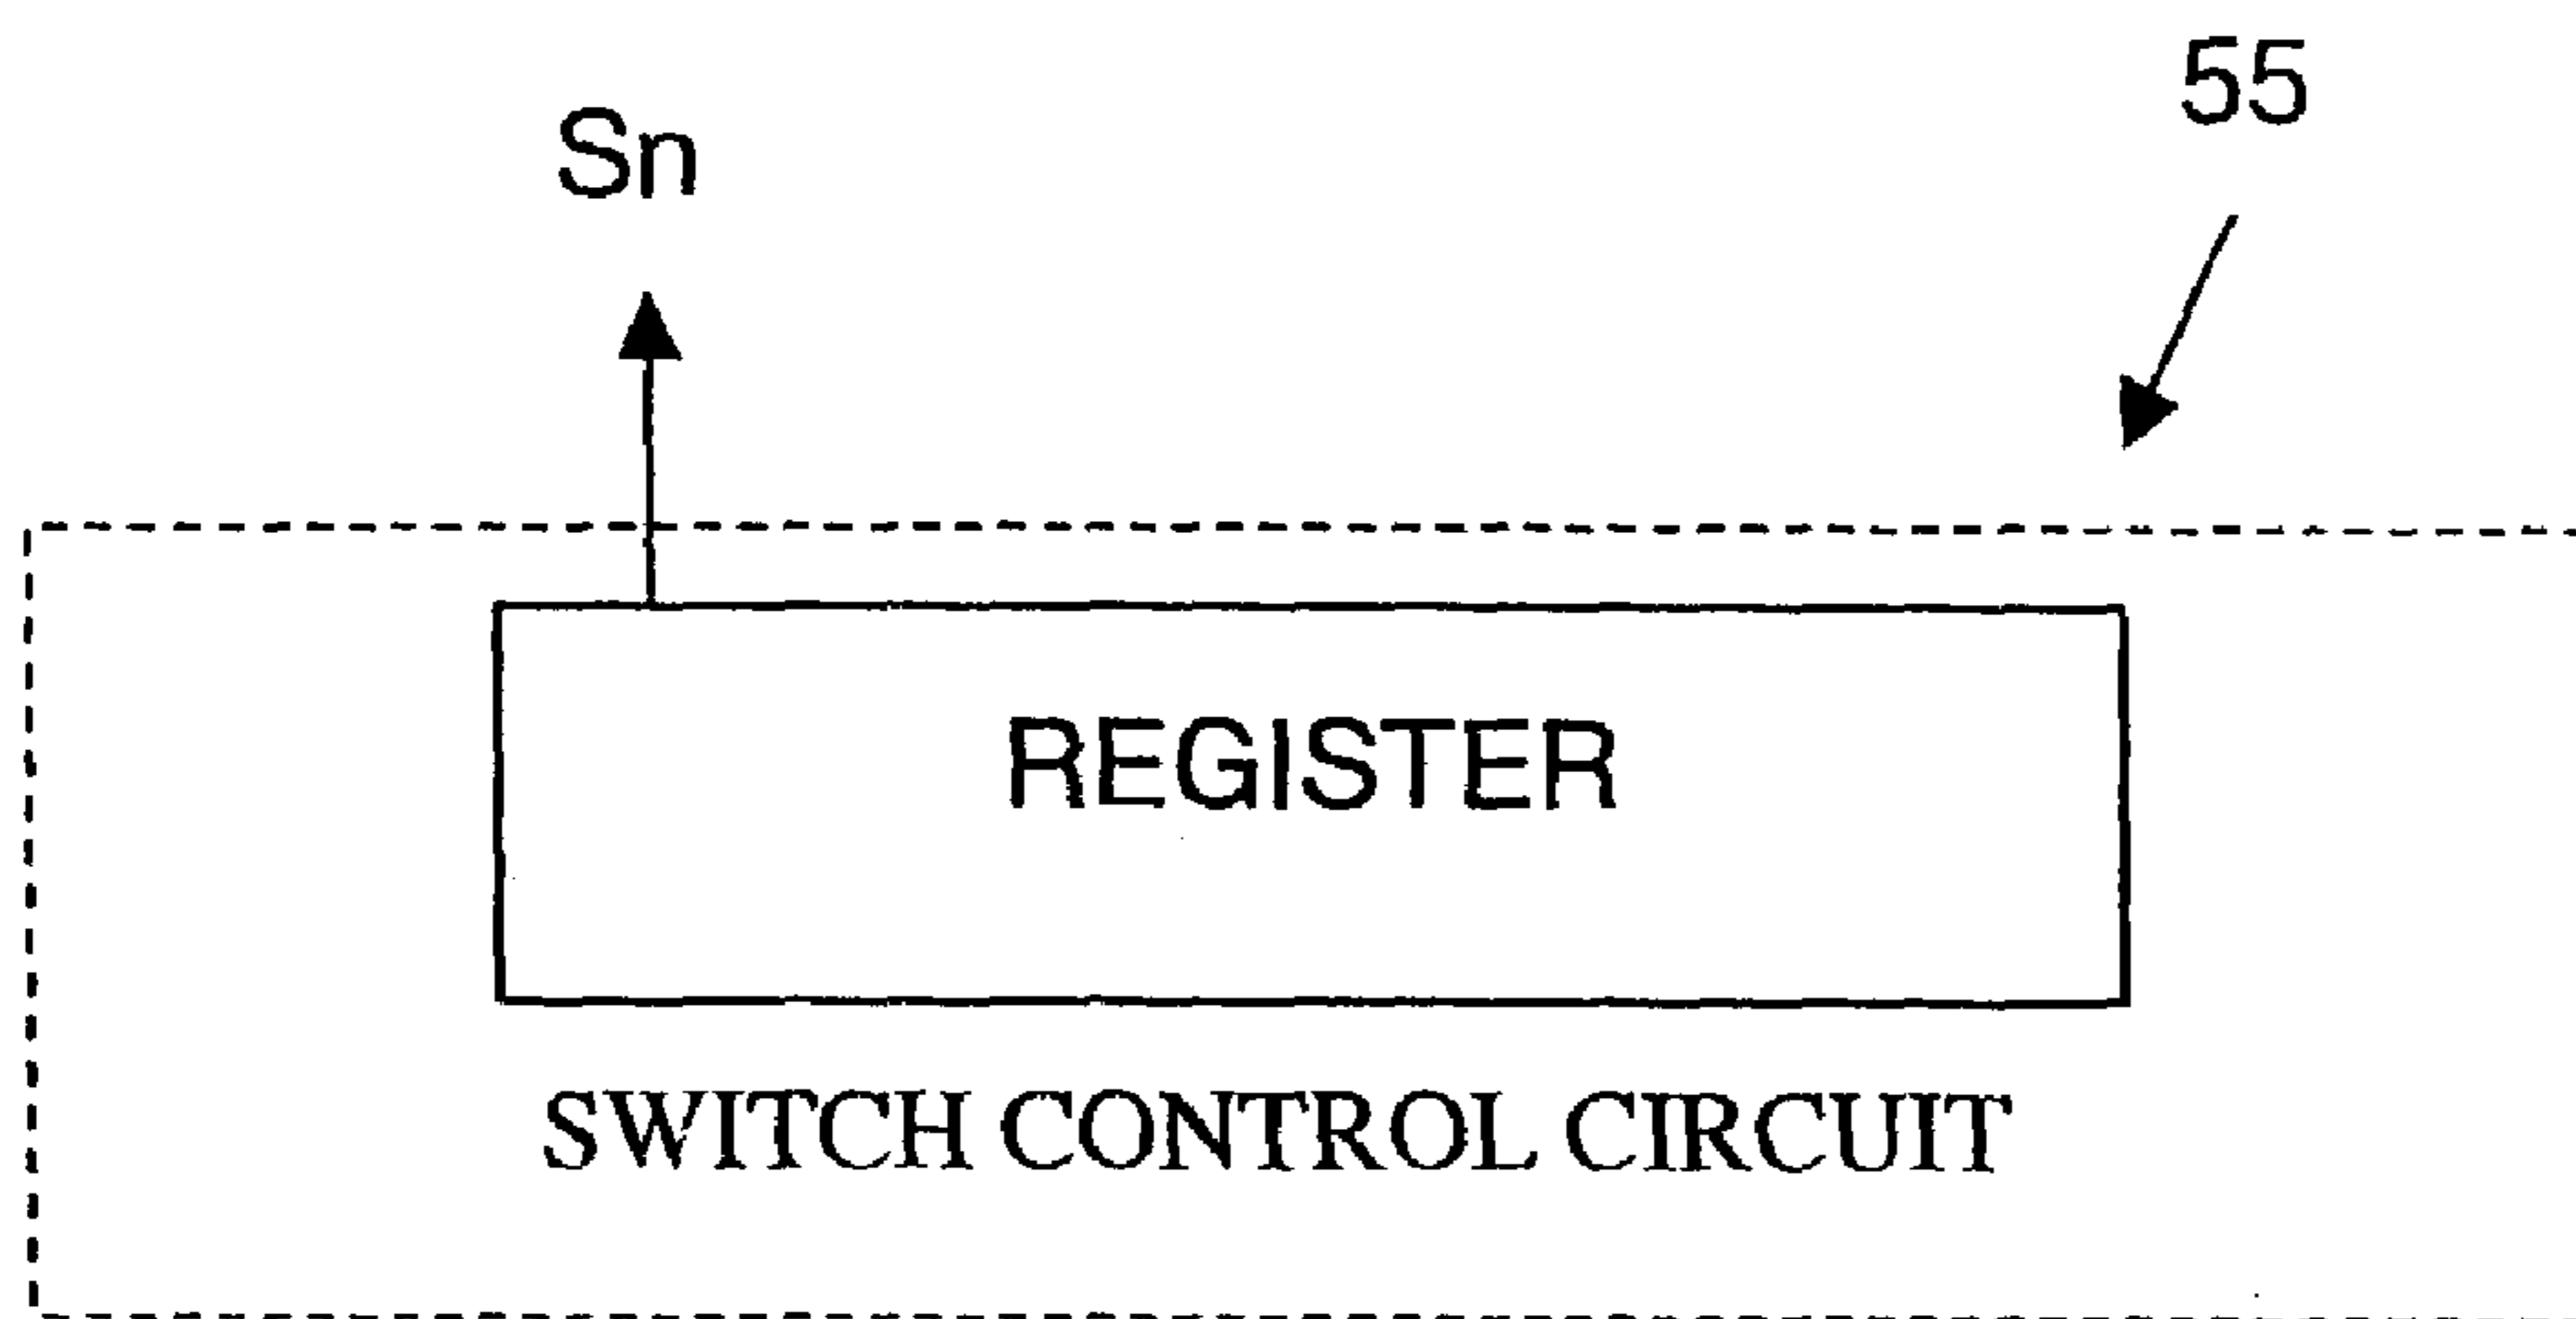 55
Sn
REGISTER
SWITCH CONTROL CIRCUIT